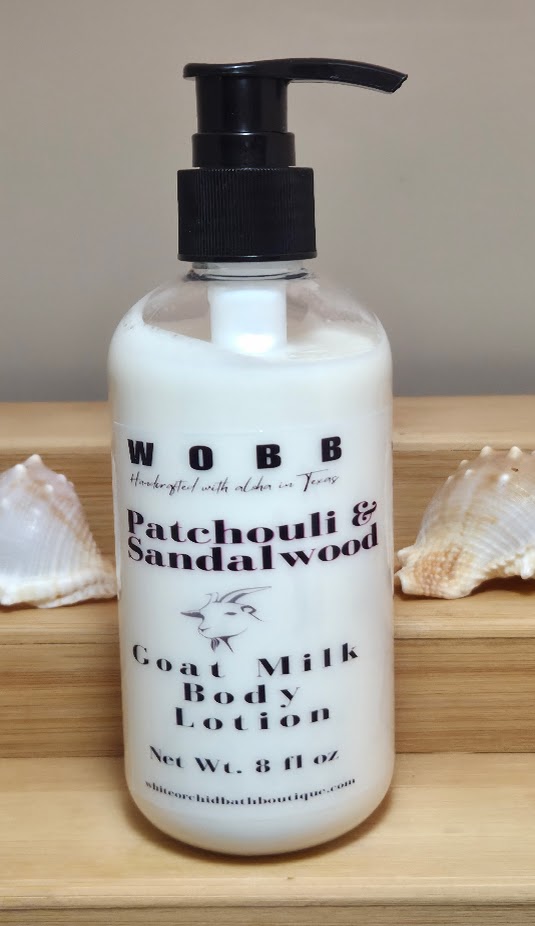 WOBB
Handcrafted with aloha in Texas
Patchouli &
Sandalwood
Goat Milk
Body
Lotion
Net Wt. 8 fl oz
whiteorchidbathboutique.com